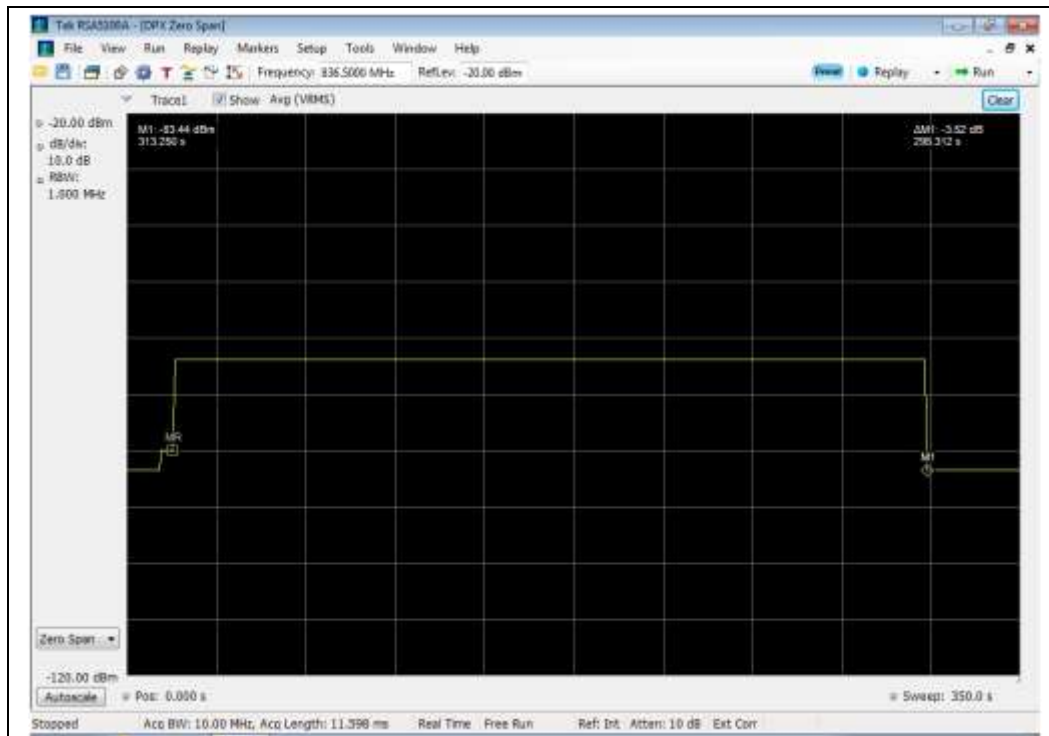 Tek RSA5100A - [DPX Zero Span]
File View Run Replay Markers Setup Tools Window Help
Frequency: 836.5000 MHz RefLev: -20.00 dBm Preset Replay Run
Trace1 Show Avg (VRMS) Clear
-20.00 dBm
dB/div:
10.0 dB
RBW:
1.000 MHz
M1: -83.44 dBm
313.250 s
ΔM1: -3.52 dB
295.312 s
MR
M1
Zero Span
-120.00 dBm
Autoscale Pos: 0.000 s Sweep: 350.0 s
Stopped Acq BW: 10.00 MHz, Acq Length: 11.598 ms Real Time Free Run Ref: Int Atten: 10 dB Ext Corr